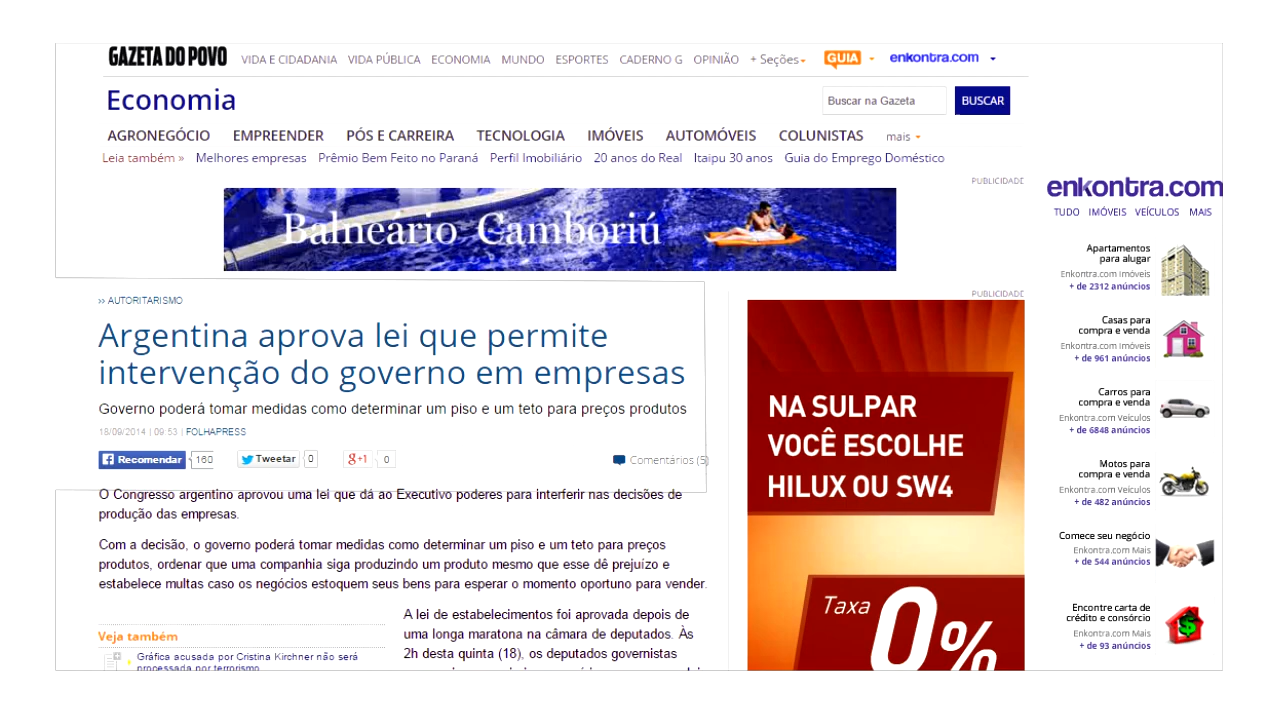 GAZETA DO POVO VIDA E CIDADANIA VIDA PÚBLICA ECONOMIA MUNDO ESPORTES CADERNO G OPINIÃO + Seções GUIA enkontra.com
Economia
Buscar na Gazeta BUSCAR
AGRONEGÓCIO EMPREENDER PÓS E CARREIRA TECNOLOGIA IMÓVEIS AUTOMÓVEIS COLUNISTAS mais
Leia também » Melhores empresas Prêmio Bem Feito no Paraná Perfil Imobiliário 20 anos do Real Itaipu 30 anos Guia do Emprego Doméstico
PUBLICIDADE
Balneário Camboriú
›› AUTORITARISMO
Argentina aprova lei que permite
intervenção do governo em empresas
Governo poderá tomar medidas como determinar um piso e um teto para preços produtos
18/09/2014 | 09:53 | FOLHAPRESS
Recomendar 160 Tweetar 0 g+1 0 Comentários (5)
O Congresso argentino aprovou uma lei que dá ao Executivo poderes para interferir nas decisões de
produção das empresas.
Com a decisão, o governo poderá tomar medidas como determinar um piso e um teto para preços
produtos, ordenar que uma companhia siga produzindo um produto mesmo que esse dê prejuízo e
estabelece multas caso os negócios estoquem seus bens para esperar o momento oportuno para vender.
A lei de estabelecimentos foi aprovada depois de
uma longa maratona na câmara de deputados. Às
2h desta quinta (18), os deputados governistas
Veja também
Gráfica acusada por Cristina Kirchner não será
processada por terrorismo
PUBLICIDADE
NA SULPAR
VOCÊ ESCOLHE
HILUX OU SW4
Taxa 0%
enkontra.com
TUDO IMÓVEIS VEÍCULOS MAIS
Apartamentos
para alugar
Enkontra.com Imóveis
+ de 2312 anúncios
Casas para
compra e venda
Enkontra.com Imóveis
+ de 961 anúncios
Carros para
compra e venda
Enkontra.com Veículos
+ de 6848 anúncios
Motos para
compra e venda
Enkontra.com Veículos
+ de 482 anúncios
Comece seu negócio
Enkontra.com Mais
+ de 544 anúncios
Encontre carta de
crédito e consórcio
Enkontra.com Mais
+ de 93 anúncios